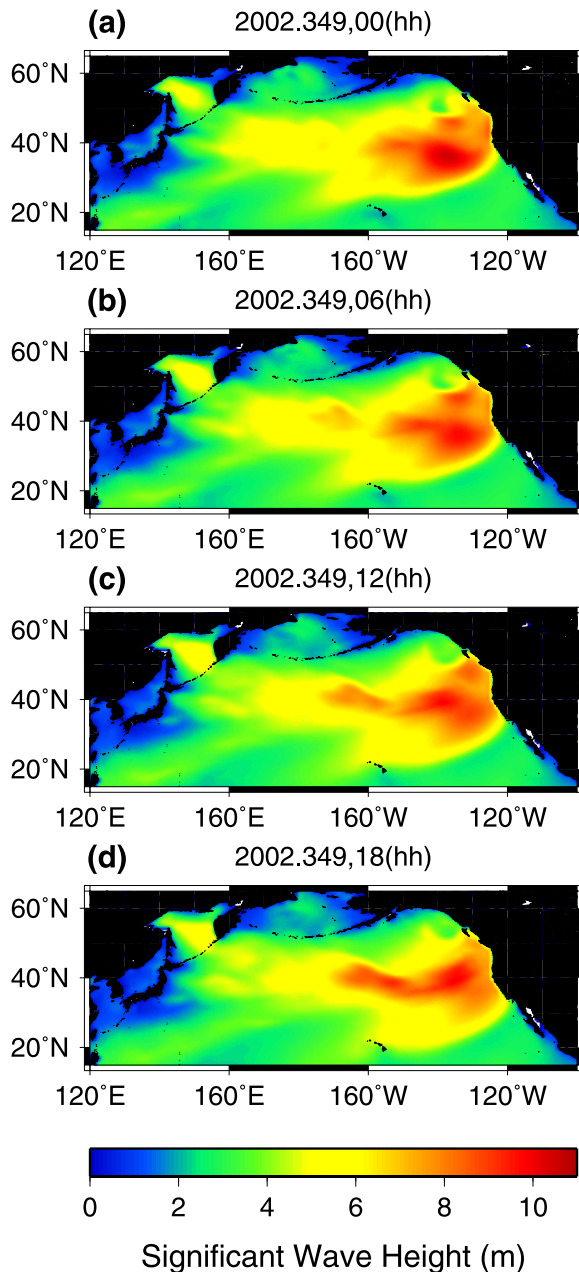 (a) 2002.349,00(hh)
60˚N
40˚N
20˚N
120˚E 160˚E 160˚W 120˚W
(b) 2002.349,06(hh)
60˚N
40˚N
20˚N
120˚E 160˚E 160˚W 120˚W
(c) 2002.349,12(hh)
60˚N
40˚N
20˚N
120˚E 160˚E 160˚W 120˚W
(d) 2002.349,18(hh)
60˚N
40˚N
20˚N
120˚E 160˚E 160˚W 120˚W
0 2 4 6 8 10
Significant Wave Height (m)